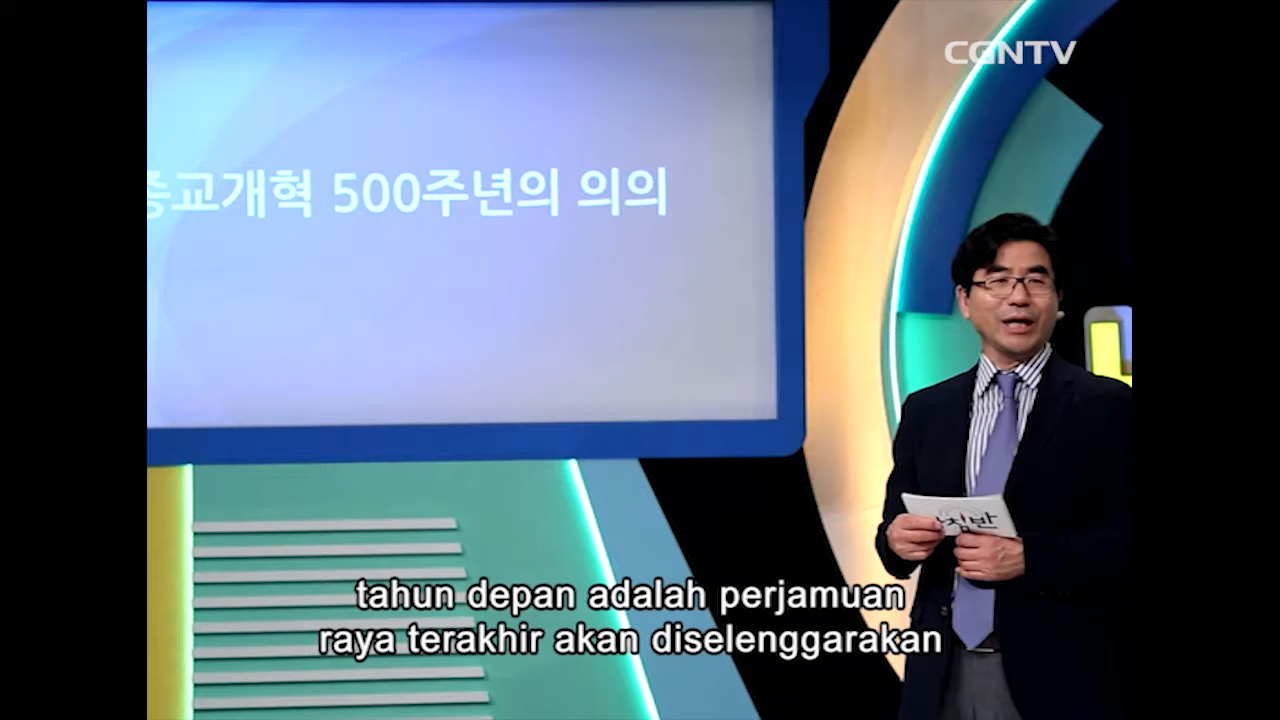 CGNTV
종교개혁 500주년의 의의
tahun depan adalah perjamuan
raya terakhir akan diselenggarakan